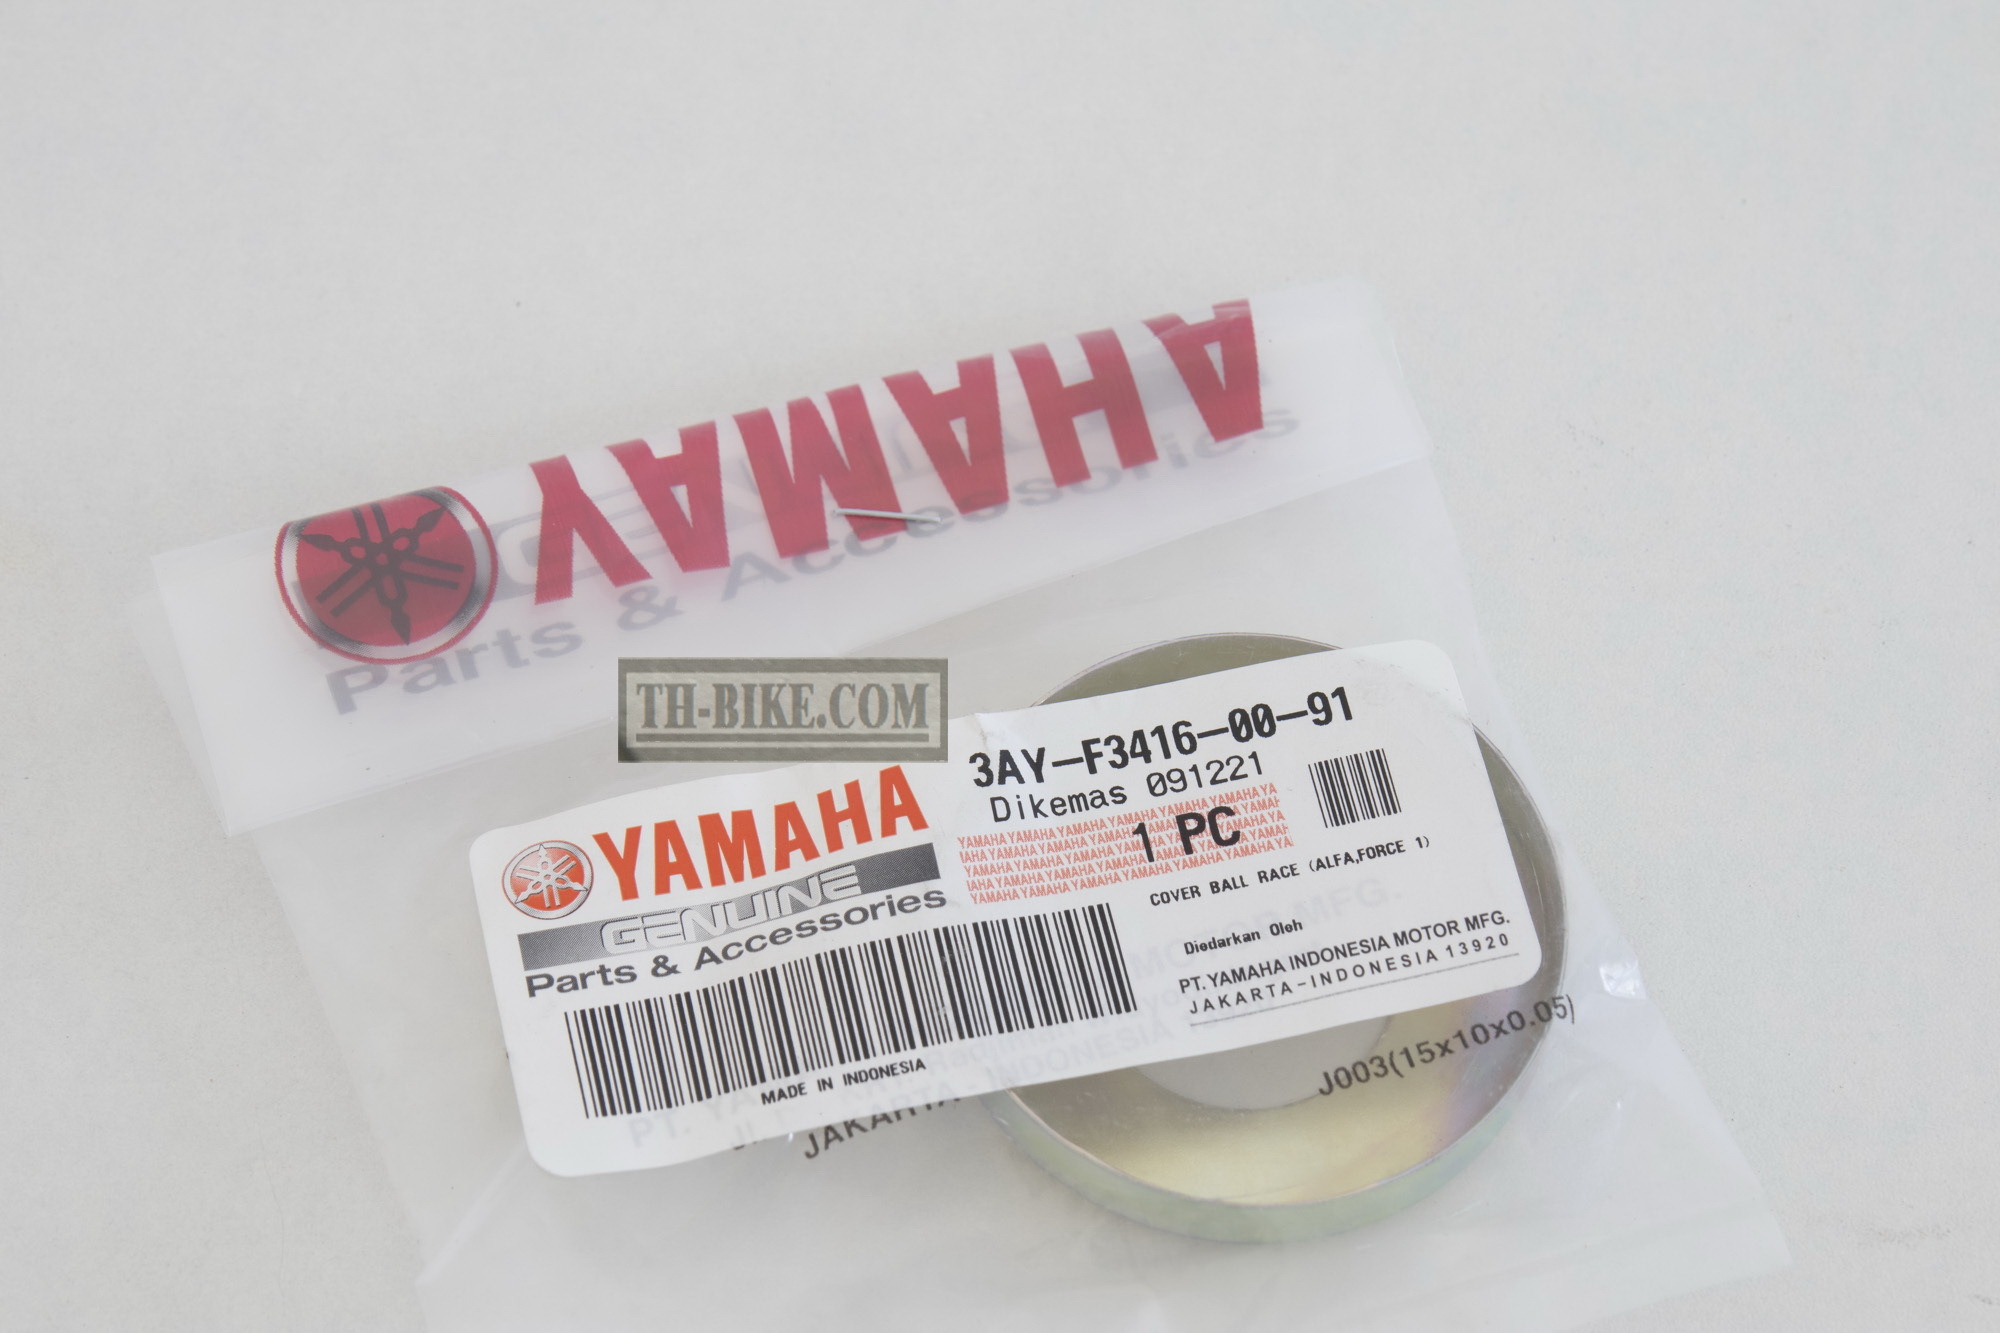 YAMAHA
Parts & Accessories
TH-BIKE.COM
3AY-F3416-00-91
Dikemas 091221
1 PC
YAMAHA
GENUINE
Parts & Accessories
COVER BALL RACE (ALFA,FORCE 1)
Diedarkan Oleh
PT. YAMAHA INDONESIA MOTOR MFG.
JAKARTA-INDONESIA 13920
MADE IN INDONESIA
JAKARTA - INDONESIA
J003(15x10x0.05)